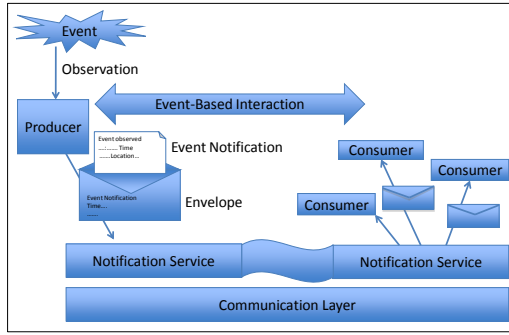 Event
Observation
Event-Based Interaction
Producer
Event observed
....:....... Time
.......Location...
Event Notification
Consumer
Consumer
Envelope
Event Notification
Time....
.......
Consumer
Notification Service
Notification Service
Communication Layer